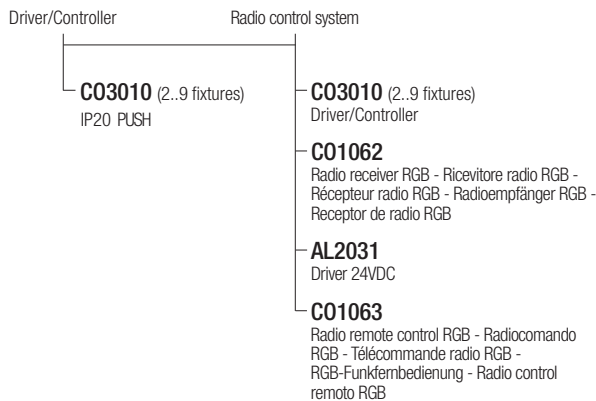 Driver/Controller
Radio control system
CO3010 (2..9 fixtures)
IP20 PUSH
CO3010 (2..9 fixtures)
Driver/Controller
CO1062
Radio receiver RGB - Ricevitore radio RGB -
Récepteur radio RGB - Radioempfänger RGB -
Receptor de radio RGB
AL2031
Driver 24VDC
CO1063
Radio remote control RGB - Radiocomando
RGB - Télécommande radio RGB -
RGB-Funkfernbedienung - Radio control
remoto RGB